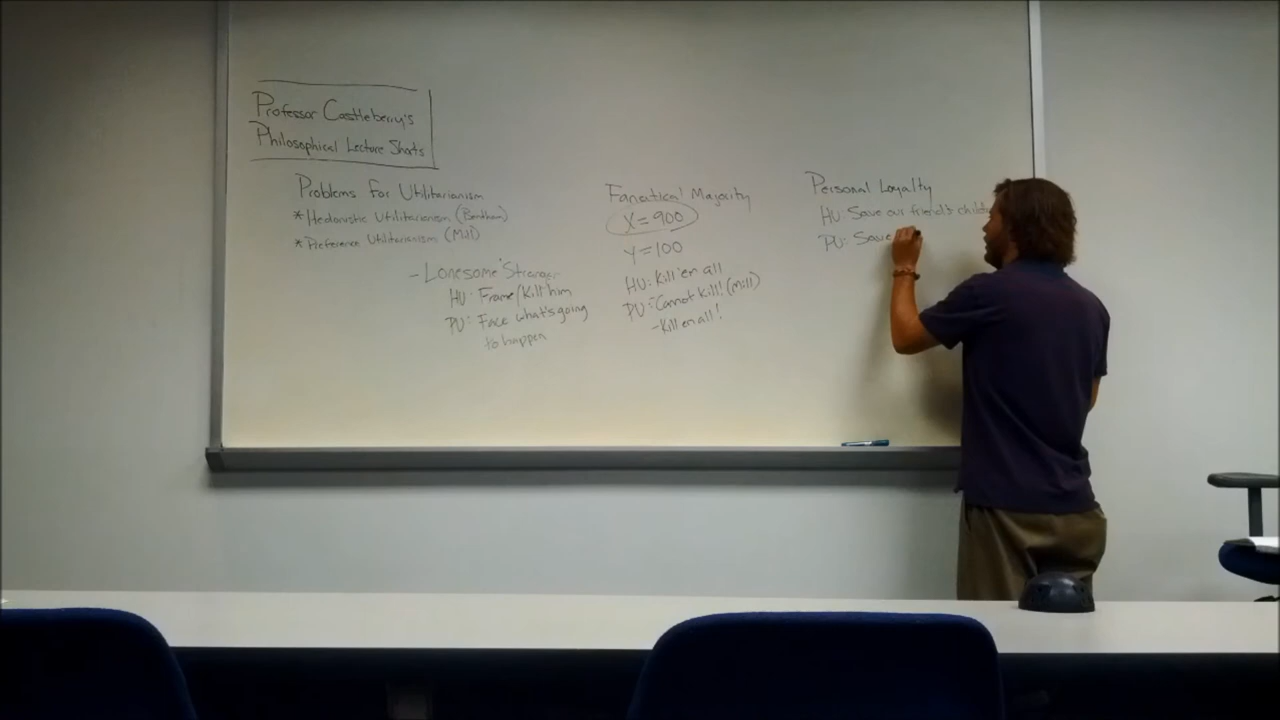 Professor Castleberry's
Philosophical Lecture Shorts
Problems For Utilitarianism
* Hedonistic Utilitarianism (Bentham)
* Preference Utilitarianism (Mill)
- Lonesome Stranger
HU: Frame/Kill him
PU: Face what's going
to happen
Fanatical Majority
X = 900
Y = 100
HU: Kill 'em all
PU: - Cannot Kill! (Mill)
- Kill em all!
Personal Loyalty
HU: Save our friend's child
PU: Save